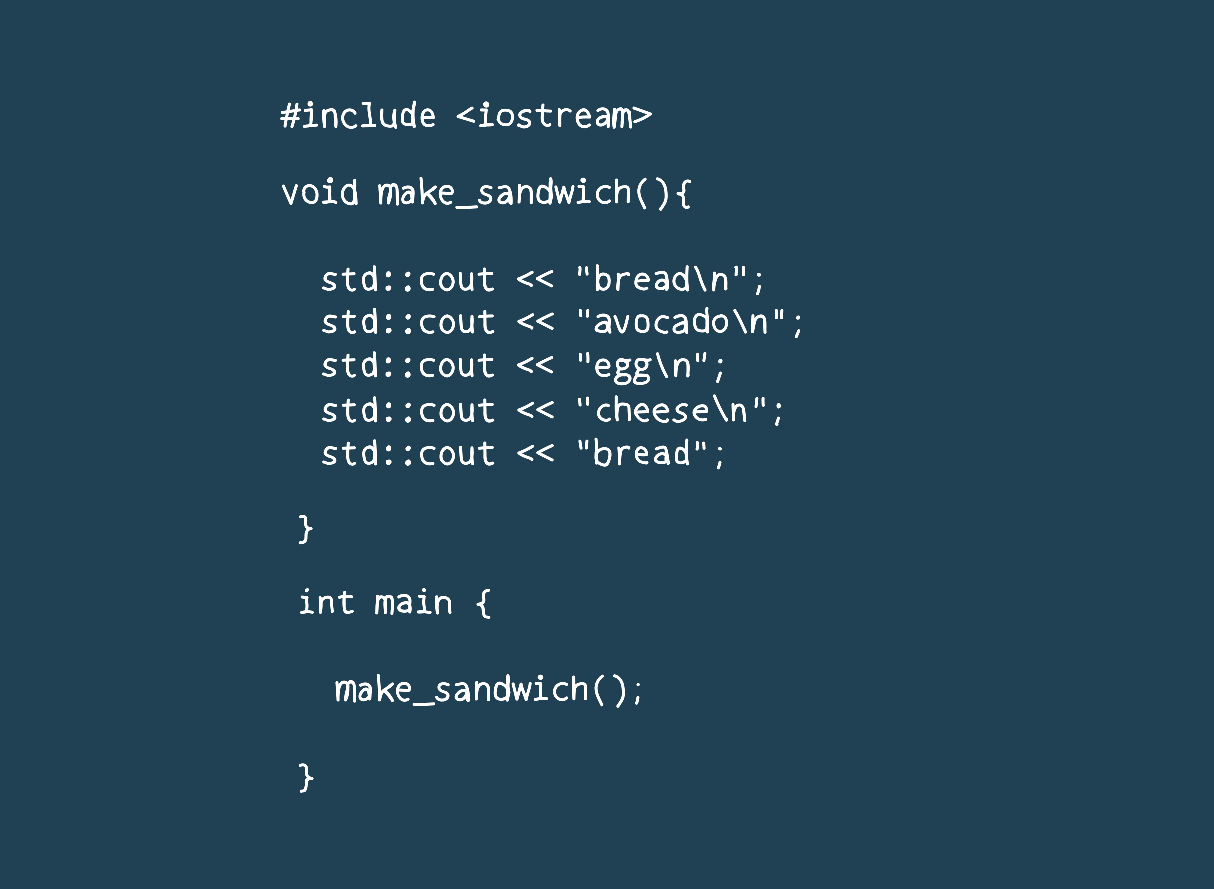 #include <iostream>
void make_sandwich(){
std::cout << "bread\n";
std::cout << "avocado\n";
std::cout << "egg\n";
std::cout << "cheese\n";
std::cout << "bread";
}
int main {
make_sandwich();
}